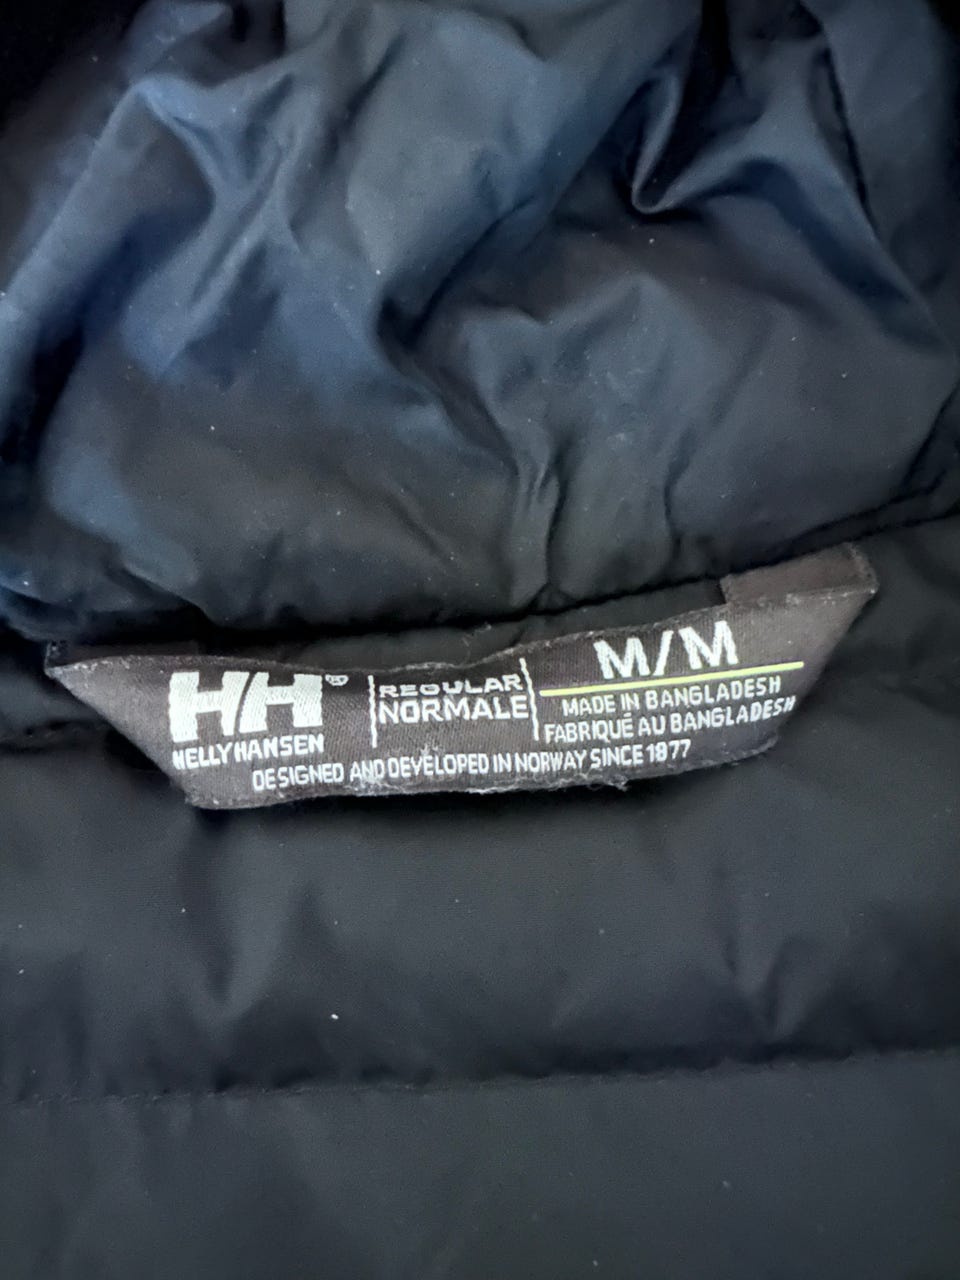 HH®
HELLY HANSEN
REGULAR
NORMALE
M/M
MADE IN BANGLADESH
FABRIQUÉ AU BANGLADESH
DESIGNED AND DEVELOPED IN NORWAY SINCE 1877